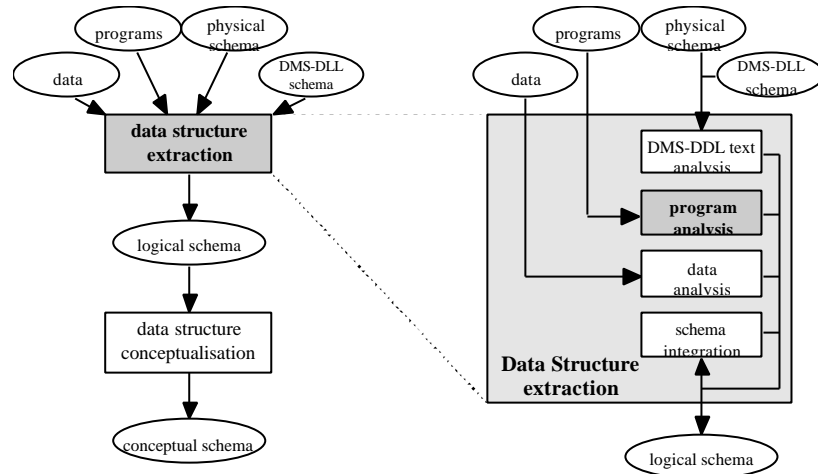 programs
physical
schema
data
DMS-DLL
schema
data structure
extraction
logical schema
data structure
conceptualisation
conceptual schema
programs
physical
schema
data
DMS-DLL
schema
DMS-DDL text
analysis
program
analysis
data
analysis
schema
integration
Data Structure
extraction
logical schema